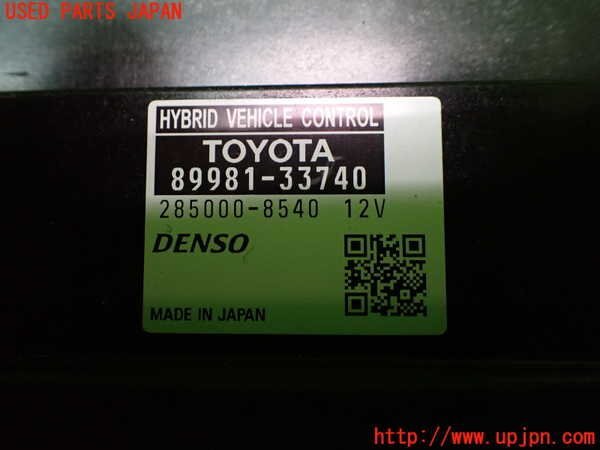 USED PARTS JAPAN
HYBRID VEHICLE CONTROL
TOYOTA
89981-33740
285000-8540 12V
DENSO
MADE IN JAPAN
http://www.upjpn.com/